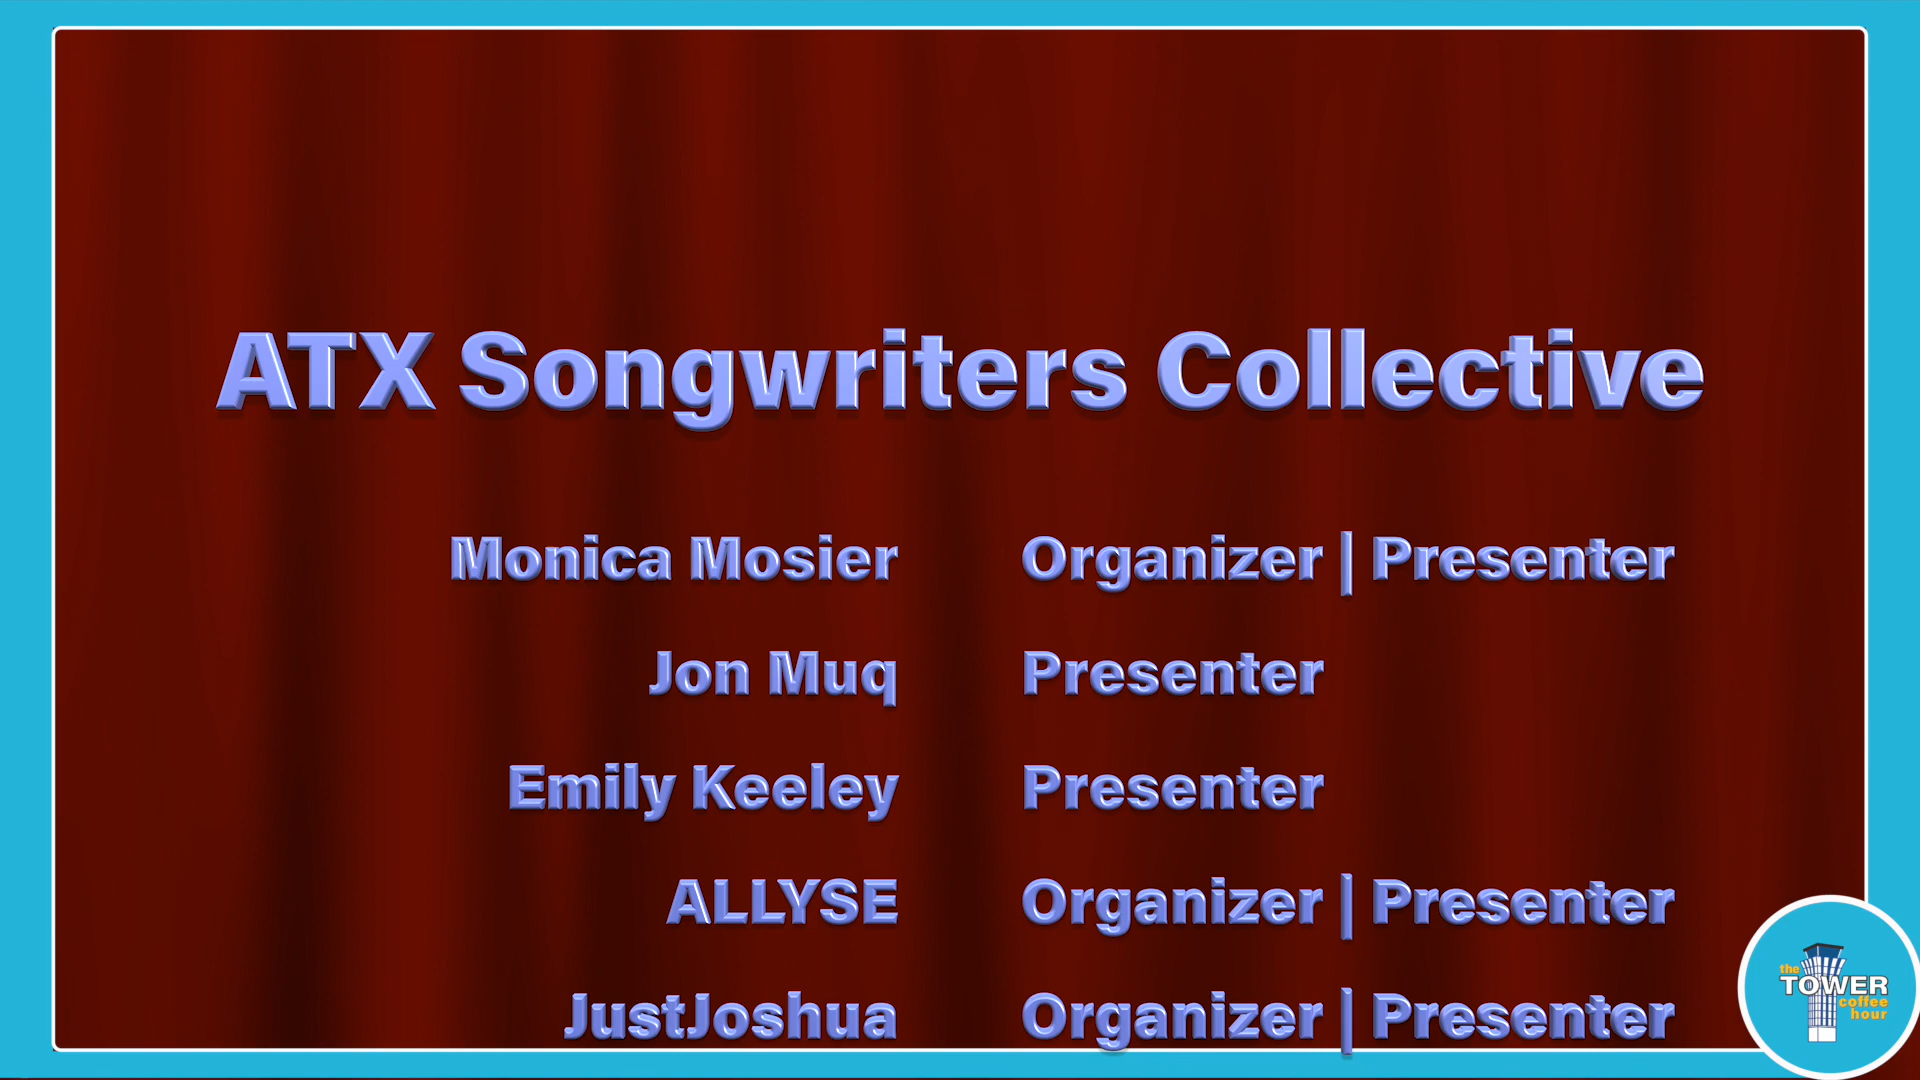 ATX Songwriters Collective
Monica Mosier Organizer | Presenter
Jon Muq Presenter
Emily Keeley Presenter
ALLYSE Organizer | Presenter
JustJoshua Organizer | Presenter
the
TOWER
coffee
hour